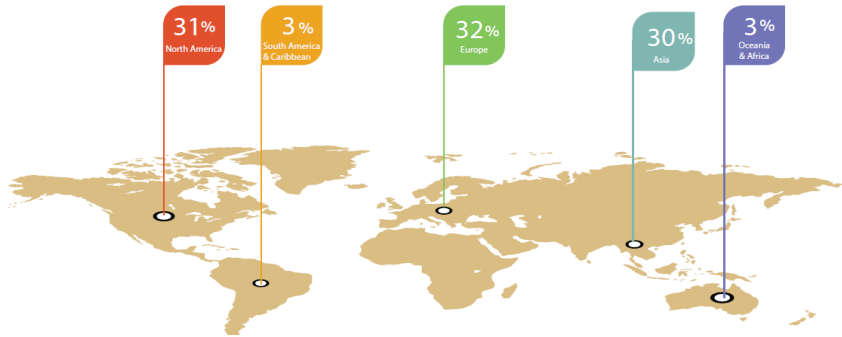 31%
North America
3%
South America
& Caribbean
32%
Europe
30%
Asia
3%
Oceania
& Africa